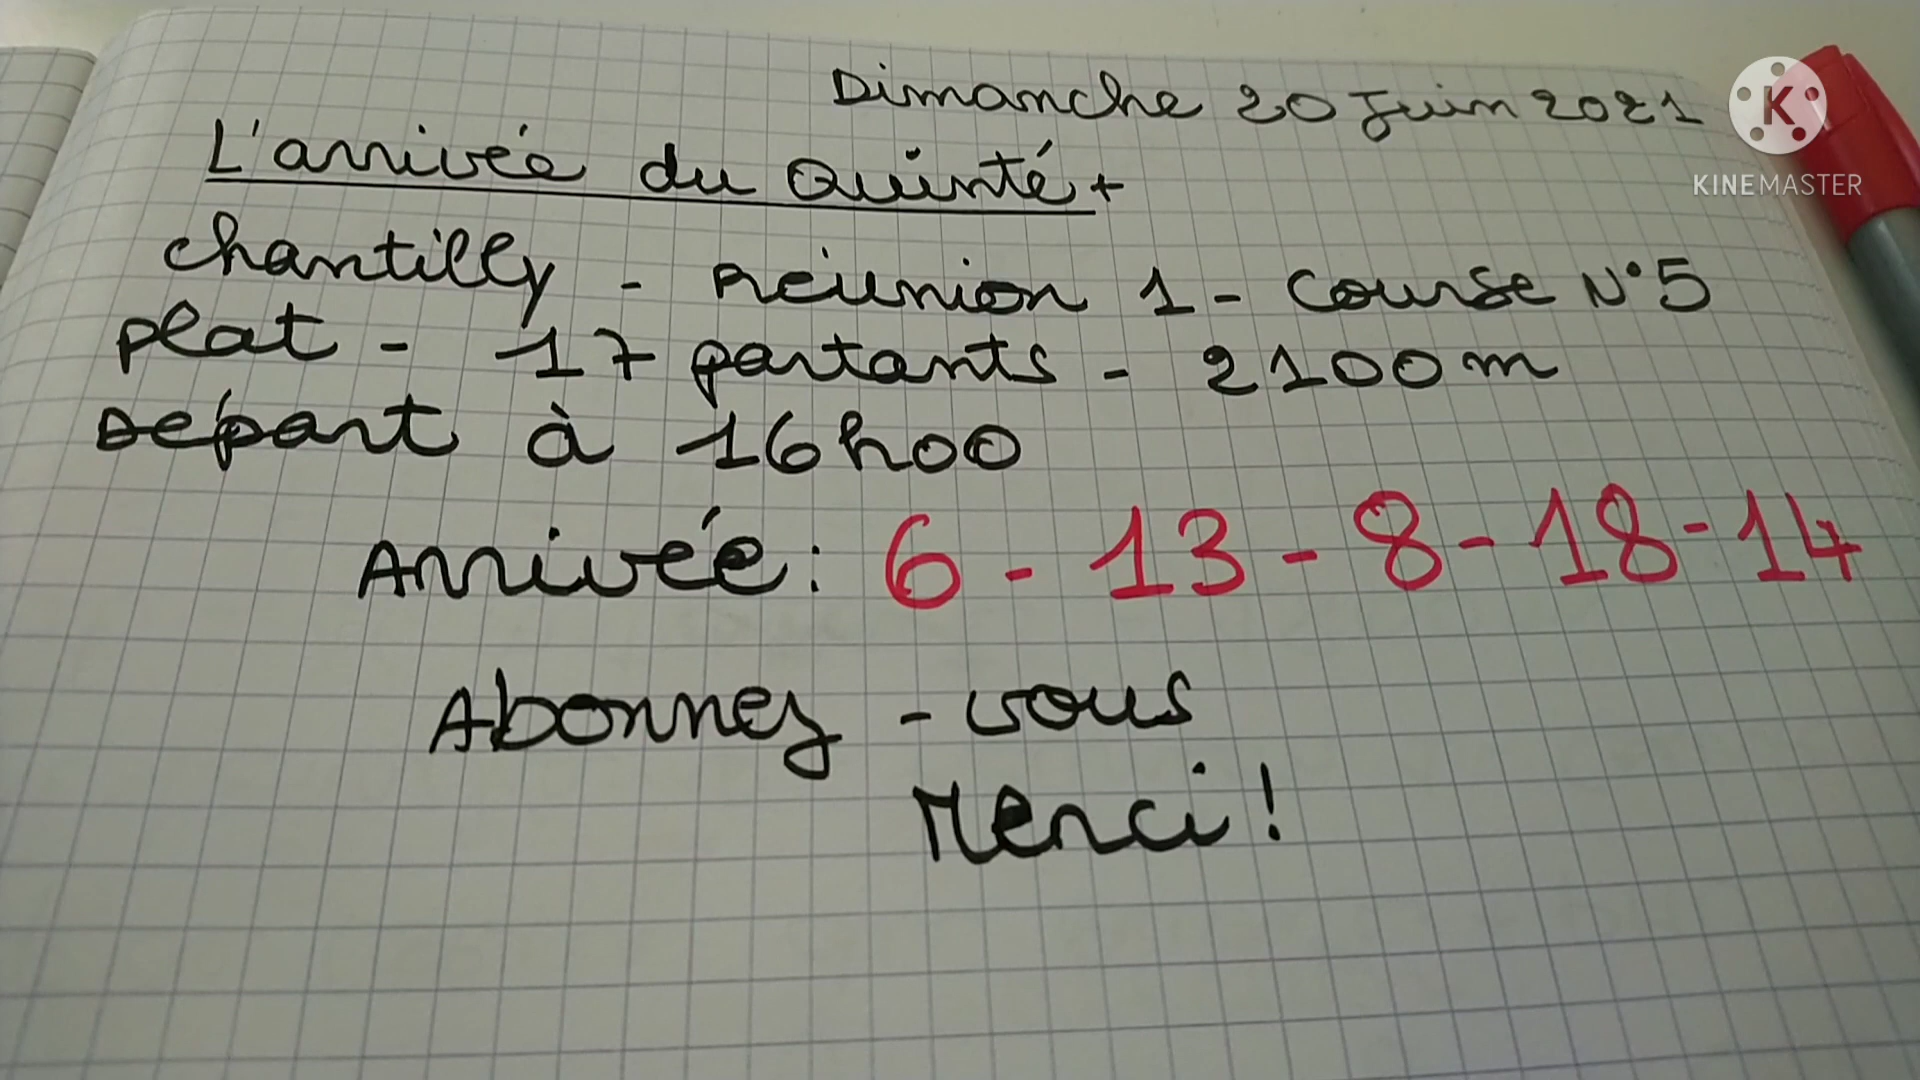 Dimanche 20 Juin 2021
L'arrivée du Quinté+
chantilly - Réunion 1 - Course N°5
plat - 17 partants - 2100m
Départ à 16h00
Arrivée: 6 - 13 - 8 - 18 - 14
Abonnez - vous
Merci!
K
KINEMASTER